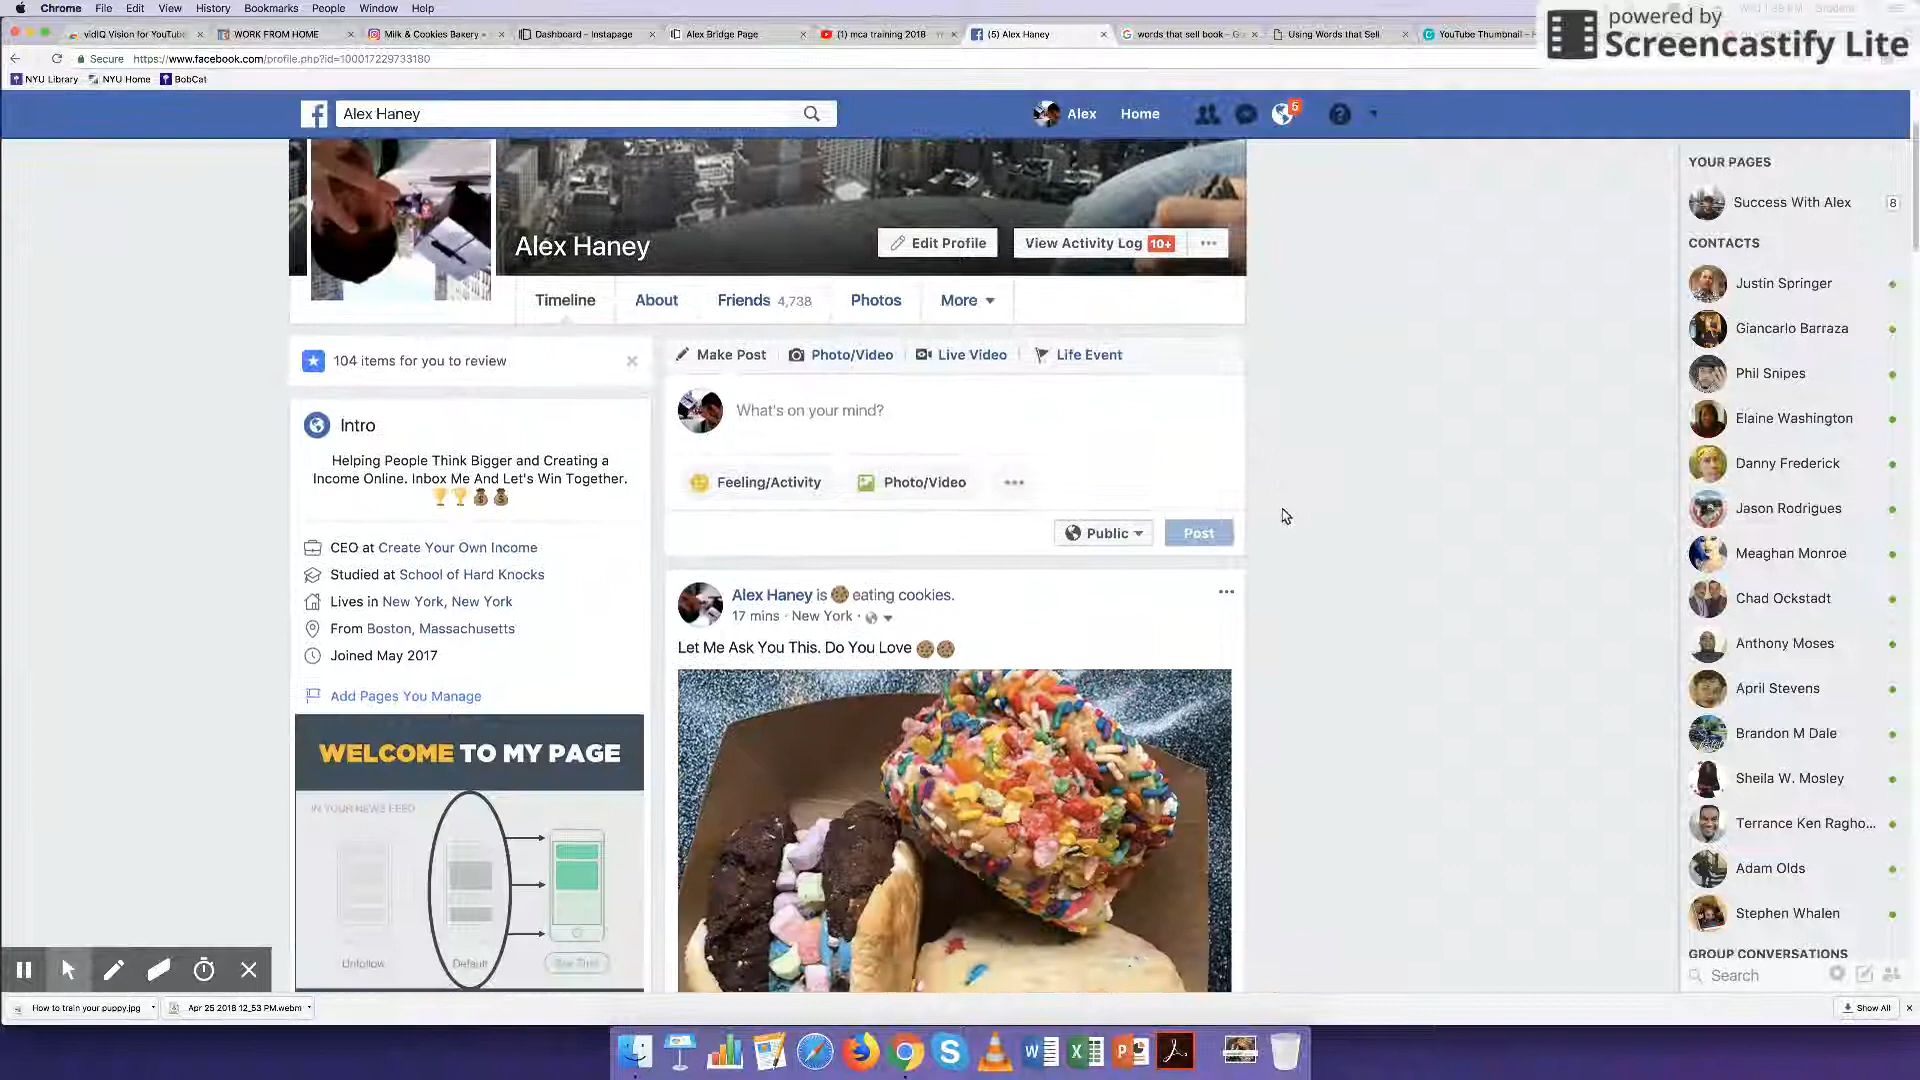 Chrome File Edit View History Bookmarks People Window Help
powered by
Screencastify Lite
vidIQ Vision for YouTube
WORK FROM HOME
Milk & Cookies Bakery
Dashboard – Instapage
Alex Bridge Page
(1) mca training 2018
(5) Alex Haney
words that sell book - G
Using Words that Sell
YouTube Thumbnail
Secure https://www.facebook.com/profile.php?id=100017229733180
NYU Library NYU Home BobCat
Alex Haney
Alex Home 5
Alex Haney
Edit Profile
View Activity Log 10+
Timeline About Friends 4,738 Photos More
104 items for you to review
Make Post Photo/Video Live Video Life Event
What's on your mind?
Feeling/Activity Photo/Video
Public Post
Intro
Helping People Think Bigger and Creating a
Income Online. Inbox Me And Let's Win Together.
🏆🏆💰💰
CEO at Create Your Own Income
Studied at School of Hard Knocks
Lives in New York, New York
From Boston, Massachusetts
Joined May 2017
Add Pages You Manage
WELCOME TO MY PAGE
IN YOUR NEWS FEED
Unfollow
Default
See First
Alex Haney is 🍪 eating cookies.
17 mins · New York ·
Let Me Ask You This. Do You Love 🍪🍪
YOUR PAGES
Success With Alex 8
CONTACTS
Justin Springer
Giancarlo Barraza
Phil Snipes
Elaine Washington
Danny Frederick
Jason Rodrigues
Meaghan Monroe
Chad Ockstadt
Anthony Moses
April Stevens
Brandon M Dale
Sheila W. Mosley
Terrance Ken Ragho...
Adam Olds
Stephen Whalen
GROUP CONVERSATIONS
Search
How to train your puppy.jpg
Apr 25 2018 12_53 PM.webm
Show All